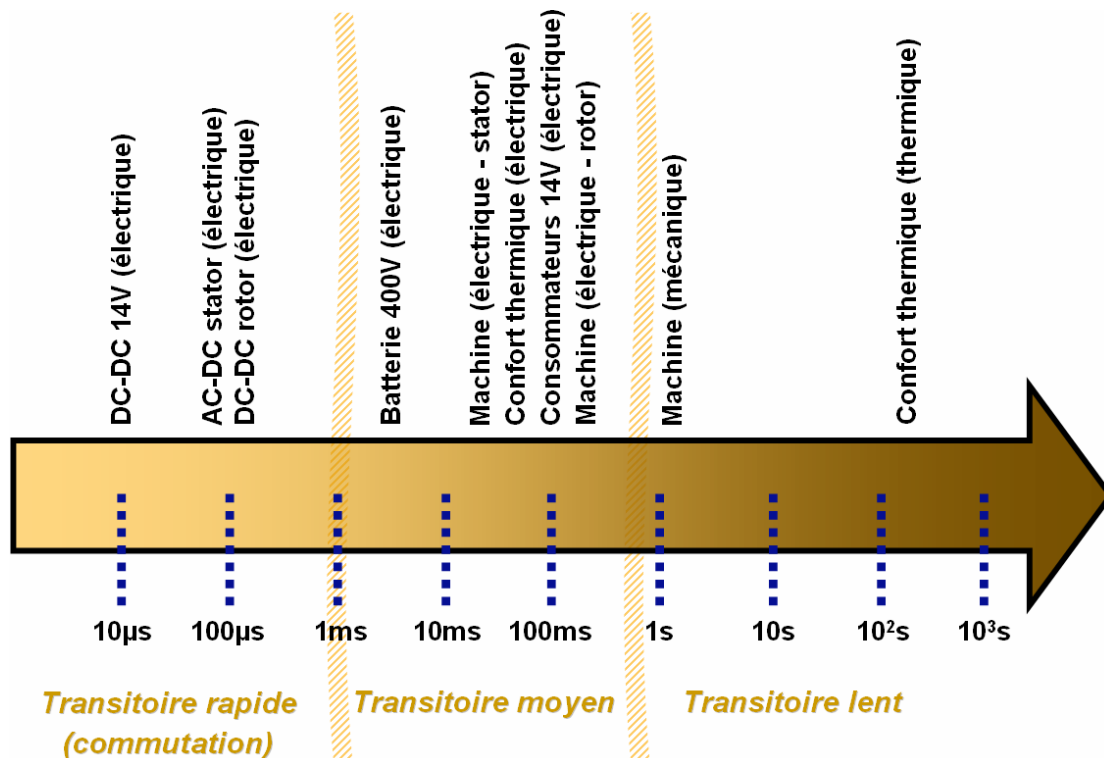 DC-DC 14V (électrique)
AC-DC stator (électrique)
DC-DC rotor (électrique)
Batterie 400V (électrique)
Machine (électrique - stator)
Confort thermique (électrique)
Consommateurs 14V (électrique)
Machine (électrique - rotor)
Machine (mécanique)
Confort thermique (thermique)
10µs
100µs
1ms
10ms
100ms
1s
10s
10²s
10³s
Transitoire rapide
(commutation)
Transitoire moyen
Transitoire lent